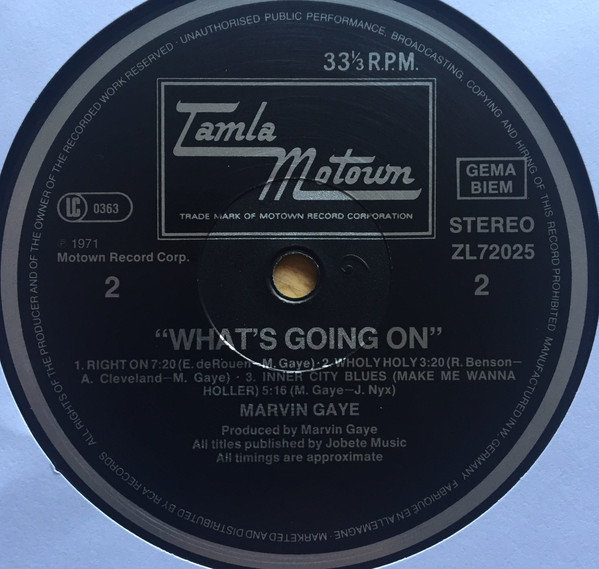 33⅓ R.P.M.
Tamla
Motown
TRADE MARK OF MOTOWN RECORD CORPORATION
GEMA
BIEM
LC 0363
STEREO
ZL72025
℗ 1971
Motown Record Corp.
2
2
“WHAT'S GOING ON”
1. RIGHT ON 7:20 (E. deRouen–M. Gaye) · 2. WHOLY HOLY 3:20 (R. Benson–
A. Cleveland–M. Gaye) · 3. INNER CITY BLUES (MAKE ME WANNA
HOLLER) 5:16 (M. Gaye–J. Nyx)
MARVIN GAYE
Produced by Marvin Gaye
All titles published by Jobete Music
All timings are approximate
ALL RIGHTS OF THE PRODUCER AND OF THE OWNER OF THE RECORDED WORK RESERVED · UNAUTHORISED PUBLIC PERFORMANCE, BROADCASTING, COPYING AND HIRING OF THIS RECORD PROHIBITED · MANUFACTURED IN W. GERMANY · FABRIQUE EN ALLEMAGNE · MARKETED AND DISTRIBUTED BY RCA RECORDS.